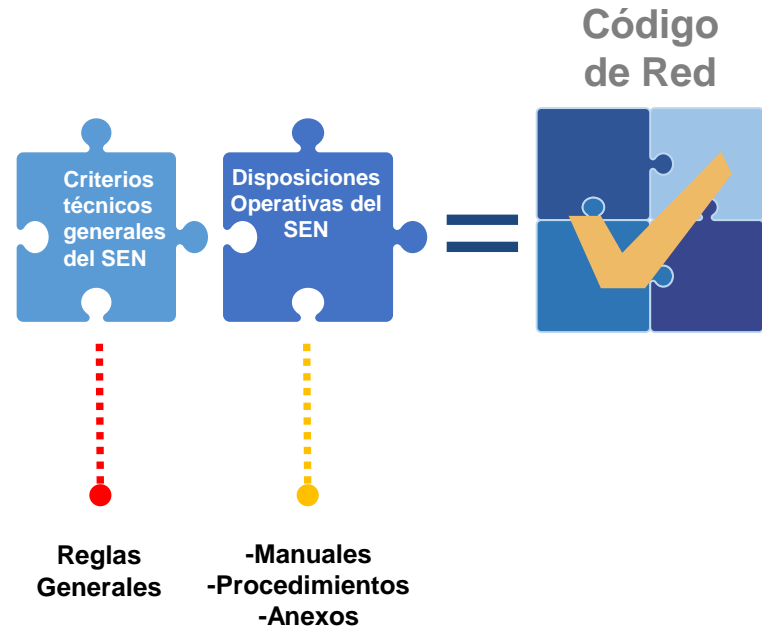 Código
de Red
Criterios
técnicos
generales
del SEN
Disposiciones
Operativas del
SEN
Reglas
Generales
-Manuales
-Procedimientos
-Anexos